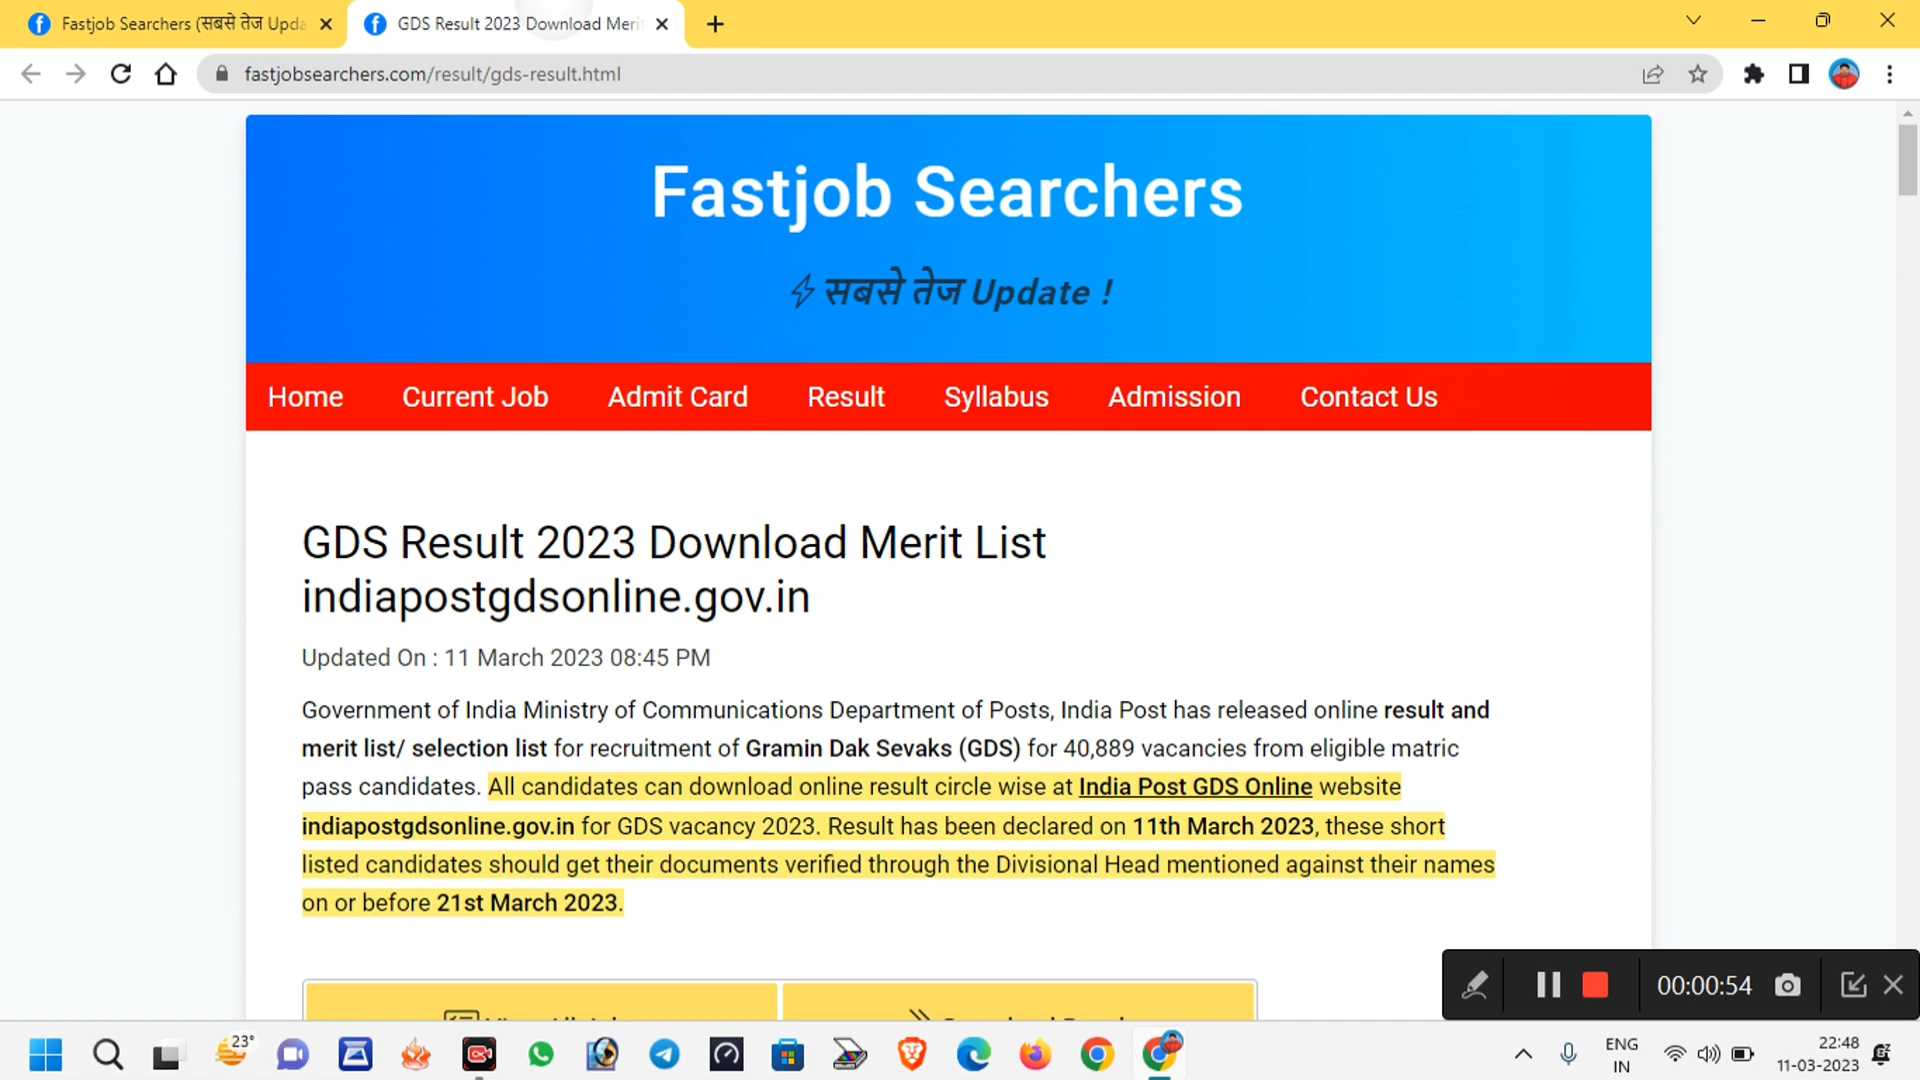 Fastjob Searchers (सबसे तेज Upda
GDS Result 2023 Download Meri
fastjobsearchers.com/result/gds-result.html
Fastjob Searchers
सबसे तेज Update !
Home Current Job Admit Card Result Syllabus Admission Contact Us
GDS Result 2023 Download Merit List
indiapostgdsonline.gov.in
Updated On : 11 March 2023 08:45 PM
Government of India Ministry of Communications Department of Posts, India Post has released online result and
merit list/ selection list for recruitment of Gramin Dak Sevaks (GDS) for 40,889 vacancies from eligible matric
pass candidates. All candidates can download online result circle wise at India Post GDS Online website
indiapostgdsonline.gov.in for GDS vacancy 2023. Result has been declared on 11th March 2023, these short
listed candidates should get their documents verified through the Divisional Head mentioned against their names
on or before 21st March 2023.
00:00:54
23°
ENG
IN
22:48
11-03-2023